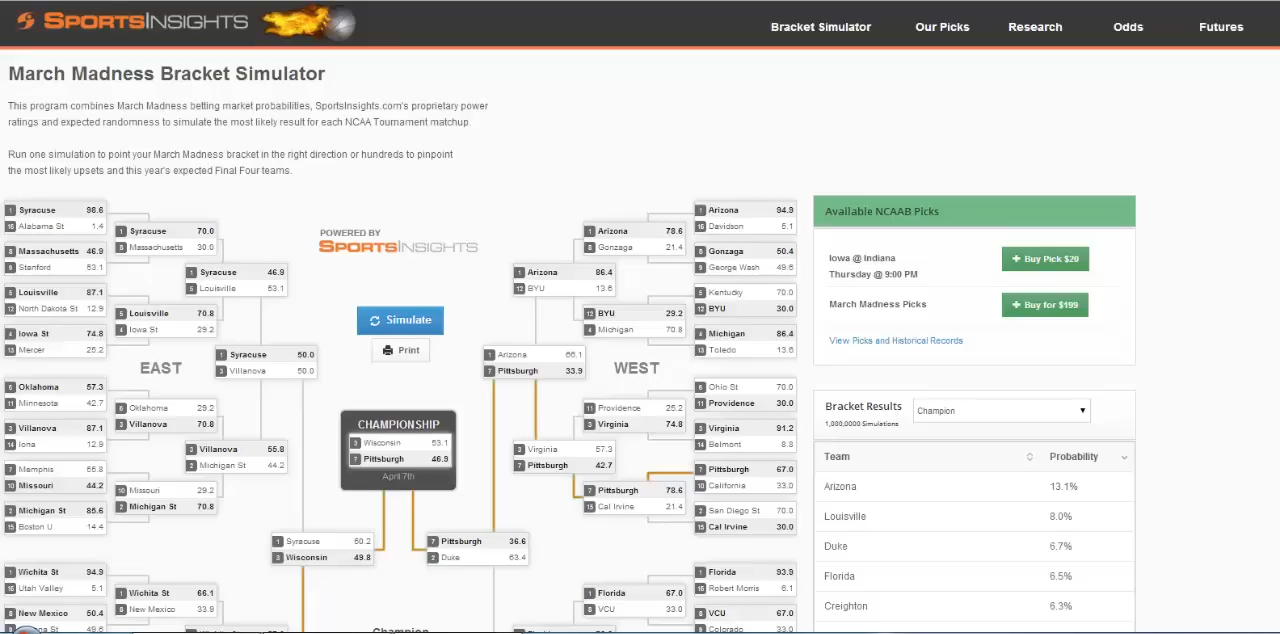 SPORTSINSIGHTS
Bracket Simulator
Our Picks
Research
Odds
Futures
March Madness Bracket Simulator
This program combines March Madness betting market probabilities, SportsInsights.com's proprietary power
ratings and expected randomness to simulate the most likely result for each NCAA Tournament matchup.
Run one simulation to point your March Madness bracket in the right direction or hundreds to pinpoint
the most likely upsets and this year's expected Final Four teams.
1 Syracuse 98.6
16 Alabama St 1.4
8 Massachusetts 46.9
9 Stanford 53.1
5 Louisville 87.1
12 North Dakota St 12.9
4 Iowa St 74.8
13 Mercer 25.2
EAST
6 Oklahoma 57.3
11 Minnesota 42.7
3 Villanova 87.1
14 Iona 12.9
7 Memphis 55.8
10 Missouri 44.2
2 Michigan St 85.6
15 Boston U 14.4
1 Wichita St 94.9
16 Utah Valley 5.1
8 New Mexico 50.4
1 Syracuse 70.0
8 Massachusetts 30.0
5 Louisville 70.8
4 Iowa St 29.2
6 Oklahoma 29.2
3 Villanova 70.8
10 Missouri 29.2
2 Michigan St 70.8
1 Wichita St 66.1
8 New Mexico 33.9
1 Syracuse 46.9
5 Louisville 53.1
3 Villanova 55.8
2 Michigan St 44.2
1 Syracuse 50.0
3 Villanova 50.0
1 Syracuse 50.2
3 Wisconsin 49.8
POWERED BY
SPORTSINSIGHTS
Simulate
Print
CHAMPIONSHIP
3 Wisconsin 53.1
7 Pittsburgh 46.9
April 7th
Champion
7 Pittsburgh 36.6
2 Duke 63.4
1 Arizona 66.1
7 Pittsburgh 33.9
1 Arizona 86.4
12 BYU 13.6
3 Virginia 57.3
7 Pittsburgh 42.7
WEST
1 Arizona 78.6
8 Gonzaga 21.4
12 BYU 29.2
4 Michigan 70.8
11 Providence 25.2
3 Virginia 74.8
7 Pittsburgh 78.6
15 Cal Irvine 21.4
1 Florida 67.0
8 VCU 33.0
1 Arizona 94.9
16 Davidson 5.1
8 Gonzaga 50.4
9 George Wash 49.6
5 Kentucky 70.0
12 BYU 30.0
4 Michigan 86.4
13 Toledo 13.6
6 Ohio St 70.0
11 Providence 30.0
3 Virginia 91.2
14 Belmont 8.8
7 Pittsburgh 67.0
10 California 33.0
2 San Diego St 70.0
15 Cal Irvine 30.0
1 Florida 93.9
16 Robert Morris 6.1
8 VCU 67.0
9 Colorado 33.0
Available NCAAB Picks
Iowa @ Indiana
Thursday @ 9:00 PM
Buy Pick $20
March Madness Picks
Buy for $199
View Picks and Historical Records
Bracket Results
1,000,0000 Simulations
Champion
Team Probability
Arizona 13.1%
Louisville 8.0%
Duke 6.7%
Florida 6.5%
Creighton 6.3%